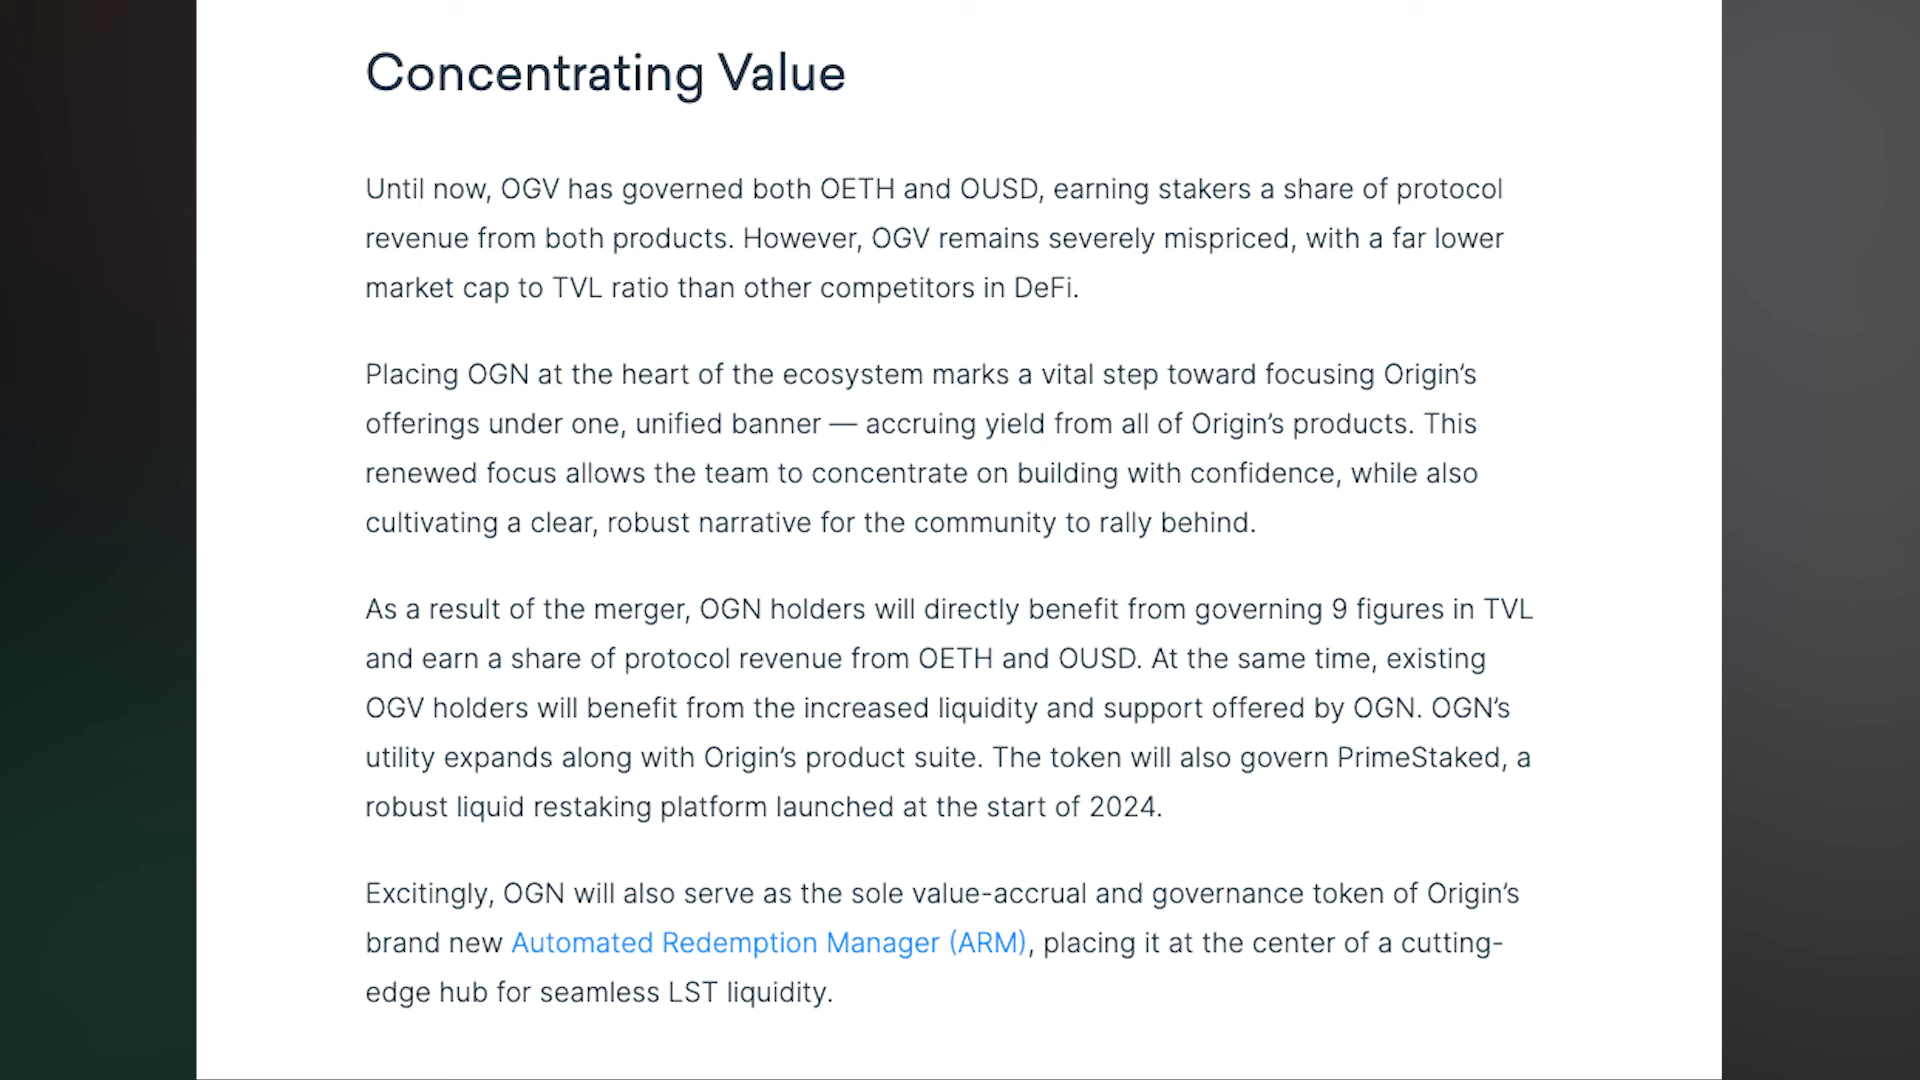 Concentrating Value
Until now, OGV has governed both OETH and OUSD, earning stakers a share of protocol
revenue from both products. However, OGV remains severely mispriced, with a far lower
market cap to TVL ratio than other competitors in DeFi.
Placing OGN at the heart of the ecosystem marks a vital step toward focusing Origin’s
offerings under one, unified banner — accruing yield from all of Origin’s products. This
renewed focus allows the team to concentrate on building with confidence, while also
cultivating a clear, robust narrative for the community to rally behind.
As a result of the merger, OGN holders will directly benefit from governing 9 figures in TVL
and earn a share of protocol revenue from OETH and OUSD. At the same time, existing
OGV holders will benefit from the increased liquidity and support offered by OGN. OGN’s
utility expands along with Origin’s product suite. The token will also govern PrimeStaked, a
robust liquid restaking platform launched at the start of 2024.
Excitingly, OGN will also serve as the sole value-accrual and governance token of Origin’s
brand new Automated Redemption Manager (ARM), placing it at the center of a cutting-
edge hub for seamless LST liquidity.